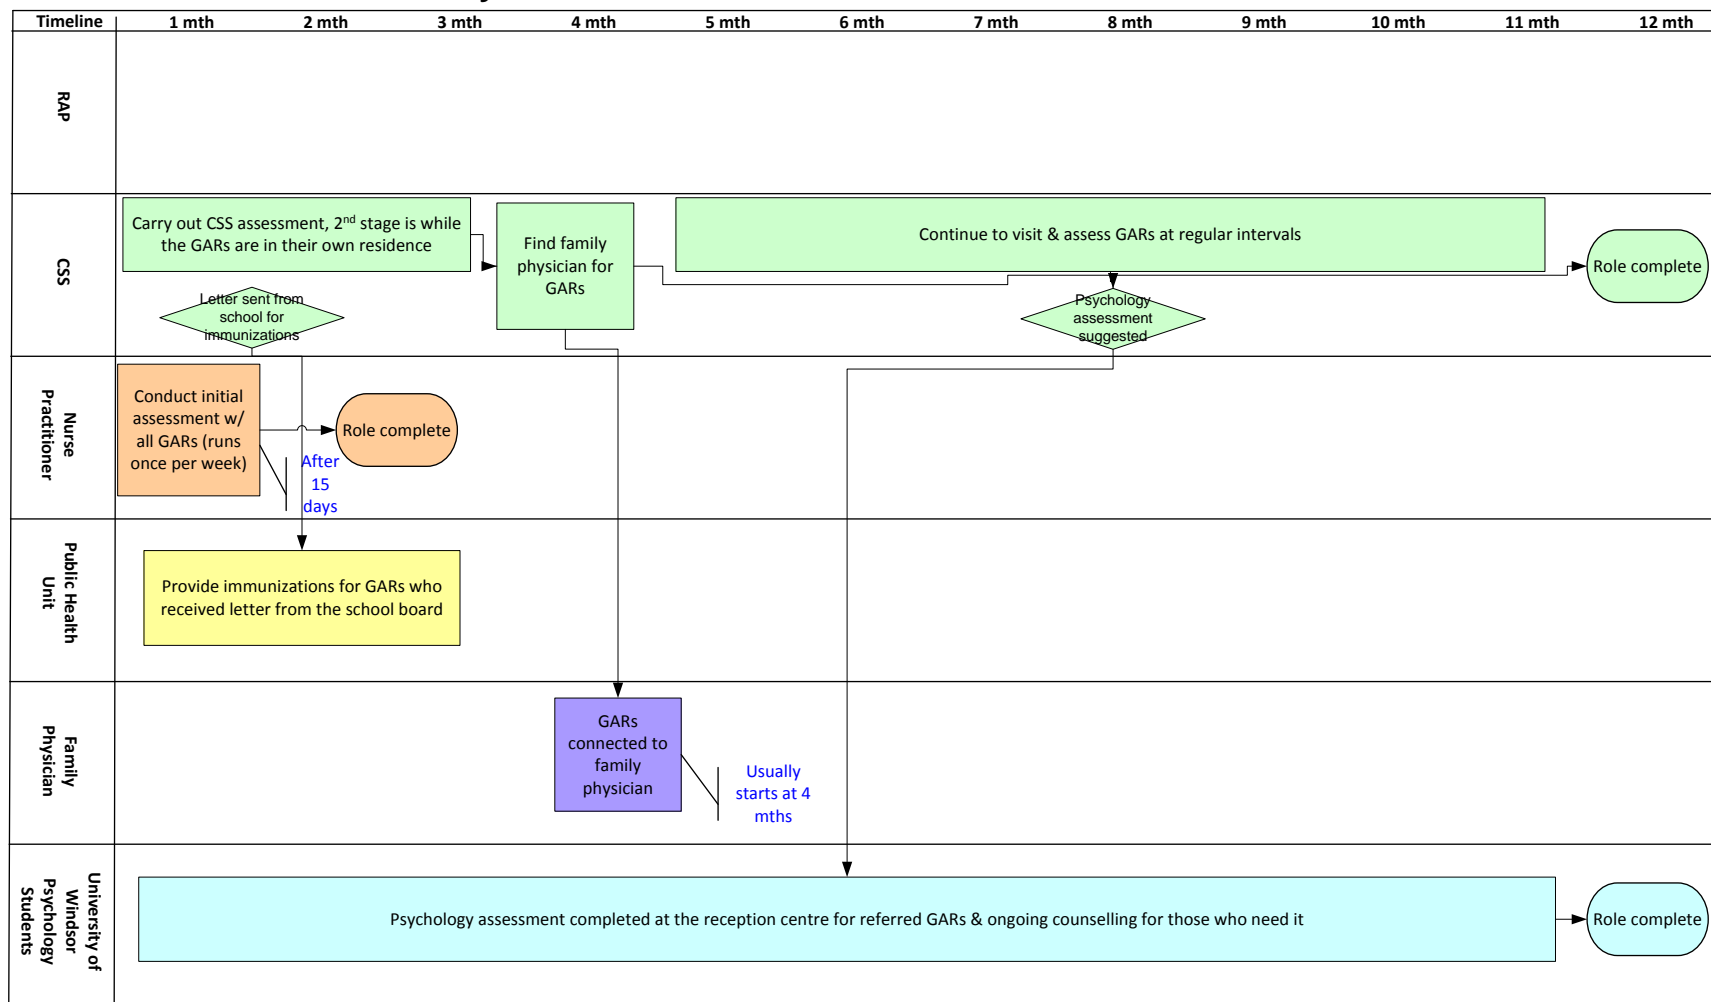 Timeline 1 mth 2 mth 3 mth 4 mth 5 mth 6 mth 7 mth 8 mth 9 mth 10 mth 11 mth 12 mth
RAP
CSS
Carry out CSS assessment, 2nd stage is while
the GARs are in their own residence
Find family
physician for
GARs
Continue to visit & assess GARs at regular intervals
Role complete
Letter sent from
school for
immunizations
Psychology
assessment
suggested
Nurse
Practitioner
Conduct initial
assessment w/
all GARs (runs
once per week)
Role complete
After
15
days
Public Health
Unit
Provide immunizations for GARs who
received letter from the school board
Family
Physician
GARs
connected to
family
physician
Usually
starts at 4
mths
University of
Windsor
Psychology
Students
Psychology assessment completed at the reception centre for referred GARs & ongoing counselling for those who need it
Role complete